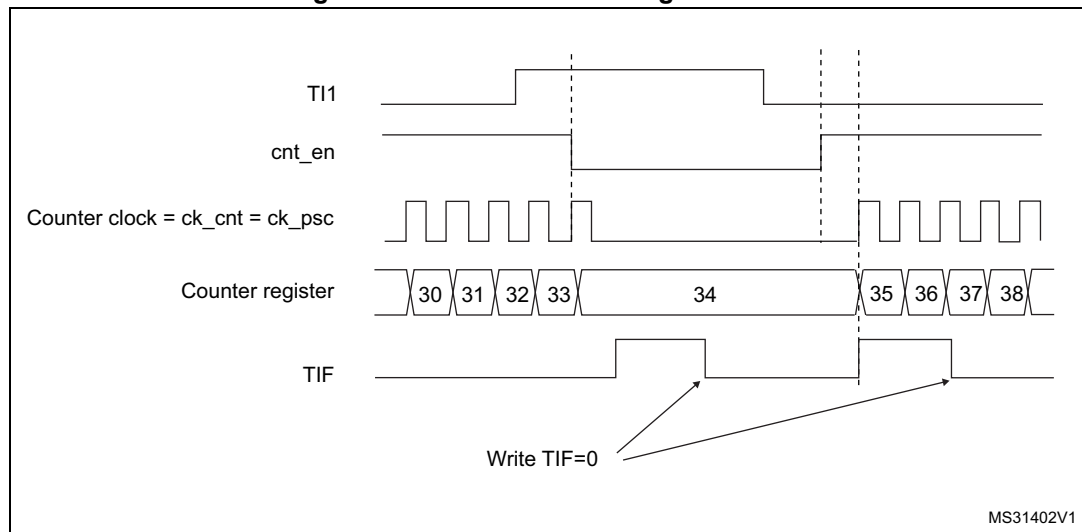 TI1
cnt_en
Counter clock = ck_cnt = ck_psc
Counter register
30 31 32 33 34 35 36 37 38
TIF
Write TIF=0
MS31402V1